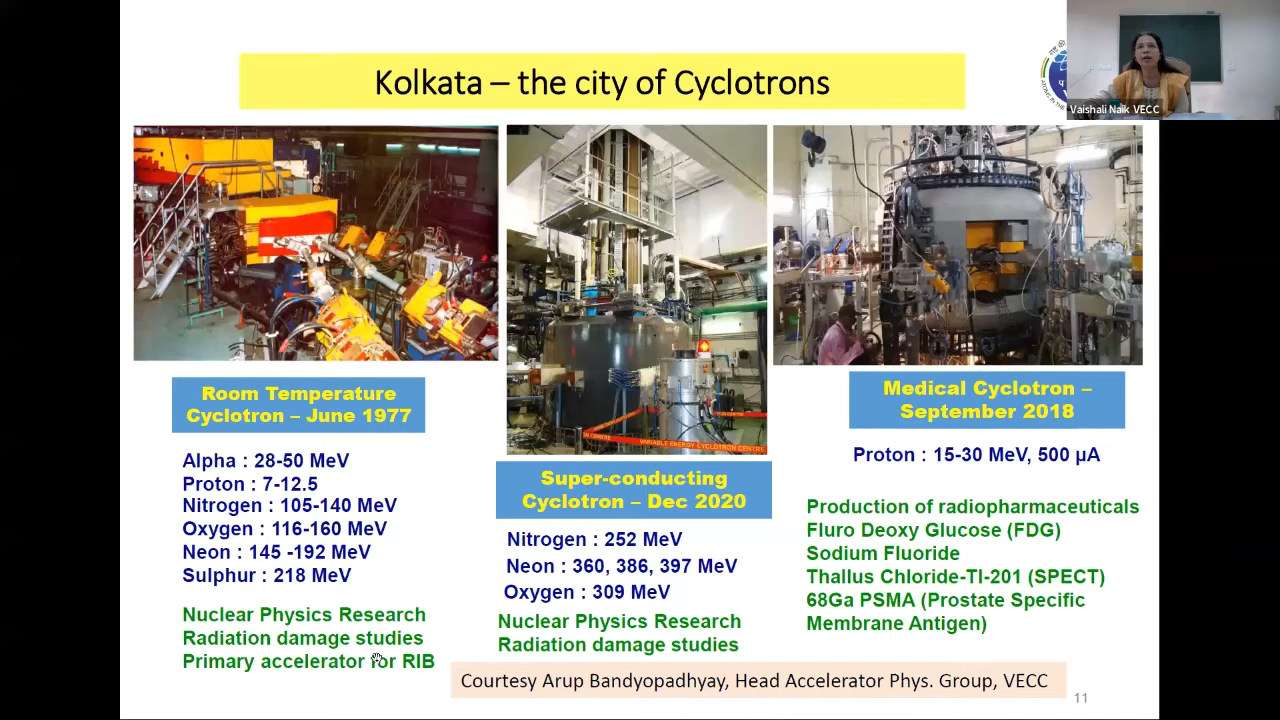 Kolkata – the city of Cyclotrons
Vaishali Naik VECC
VARIABLE ENERGY CYCLOTRON CENTRE
Room Temperature
Cyclotron – June 1977
Alpha : 28-50 MeV
Proton : 7-12.5
Nitrogen : 105-140 MeV
Oxygen : 116-160 MeV
Neon : 145 -192 MeV
Sulphur : 218 MeV
Nuclear Physics Research
Radiation damage studies
Primary accelerator for RIB
Super-conducting
Cyclotron – Dec 2020
Nitrogen : 252 MeV
Neon : 360, 386, 397 MeV
Oxygen : 309 MeV
Nuclear Physics Research
Radiation damage studies
Medical Cyclotron –
September 2018
Proton : 15-30 MeV, 500 µA
Production of radiopharmaceuticals
Fluro Deoxy Glucose (FDG)
Sodium Fluoride
Thallus Chloride-Tl-201 (SPECT)
68Ga PSMA (Prostate Specific
Membrane Antigen)
Courtesy Arup Bandyopadhyay, Head Accelerator Phys. Group, VECC
11